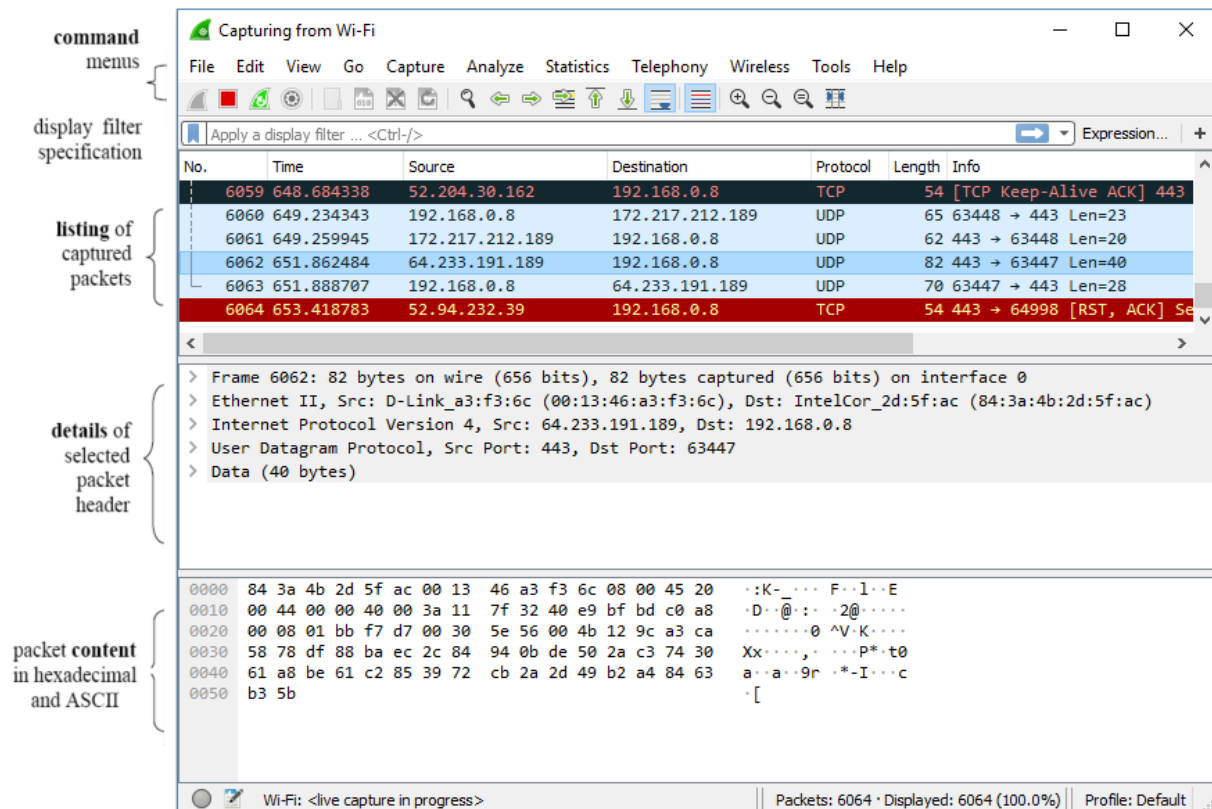 command
menus
display filter
specification
listing of
captured
packets
details of
selected
packet
header
packet content
in hexadecimal
and ASCII
Capturing from Wi-Fi
File Edit View Go Capture Analyze Statistics Telephony Wireless Tools Help
Apply a display filter ... <Ctrl-/> Expression... +
No. Time Source Destination Protocol Length Info
6059 648.684338 52.204.30.162 192.168.0.8 TCP 54 [TCP Keep-Alive ACK] 443
6060 649.234343 192.168.0.8 172.217.212.189 UDP 65 63448 → 443 Len=23
6061 649.259945 172.217.212.189 192.168.0.8 UDP 62 443 → 63448 Len=20
6062 651.862484 64.233.191.189 192.168.0.8 UDP 82 443 → 63447 Len=40
6063 651.888707 192.168.0.8 64.233.191.189 UDP 70 63447 → 443 Len=28
6064 653.418783 52.94.232.39 192.168.0.8 TCP 54 443 → 64998 [RST, ACK] Se
> Frame 6062: 82 bytes on wire (656 bits), 82 bytes captured (656 bits) on interface 0
> Ethernet II, Src: D-Link_a3:f3:6c (00:13:46:a3:f3:6c), Dst: IntelCor_2d:5f:ac (84:3a:4b:2d:5f:ac)
> Internet Protocol Version 4, Src: 64.233.191.189, Dst: 192.168.0.8
> User Datagram Protocol, Src Port: 443, Dst Port: 63447
> Data (40 bytes)
0000 84 3a 4b 2d 5f ac 00 13 46 a3 f3 6c 08 00 45 20 ·:K-_··· F··l··E
0010 00 44 00 00 40 00 3a 11 7f 32 40 e9 bf bd c0 a8 ·D··@·:· ·2@·····
0020 00 08 01 bb f7 d7 00 30 5e 56 00 4b 12 9c a3 ca ·······0 ^V·K····
0030 58 78 df 88 ba ec 2c 84 94 0b de 50 2a c3 74 30 Xx····,· ···P*·t0
0040 61 a8 be 61 c2 85 39 72 cb 2a 2d 49 b2 a4 84 63 a··a··9r ·*-I···c
0050 b3 5b ·[
Wi-Fi: <live capture in progress> Packets: 6064 · Displayed: 6064 (100.0%) Profile: Default